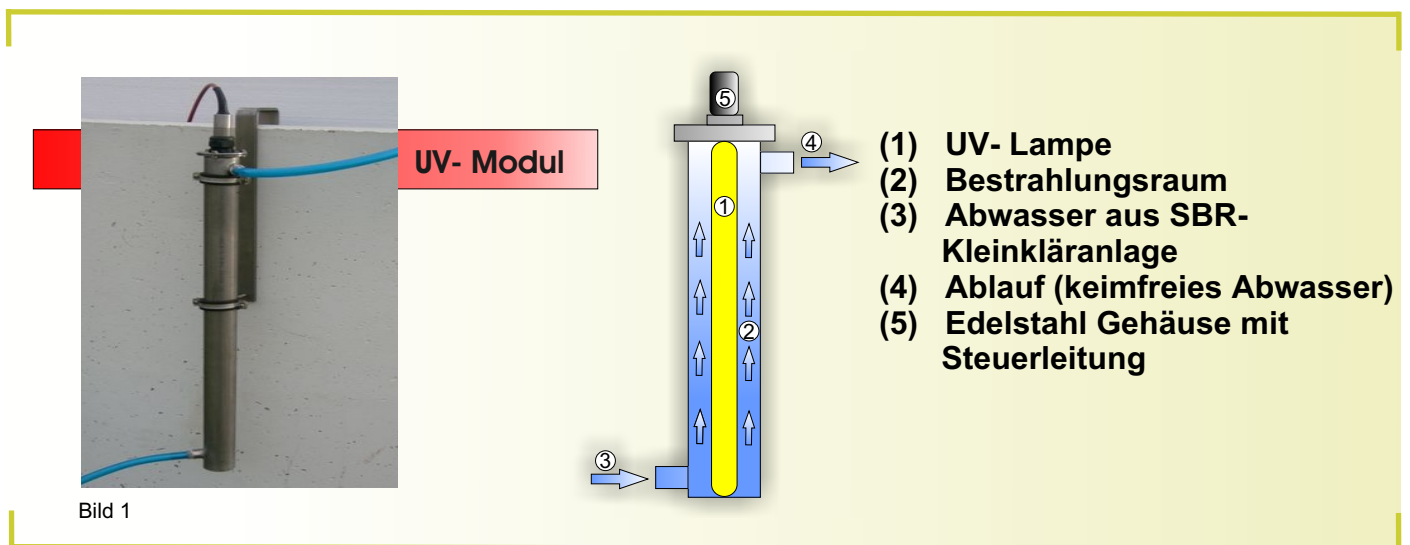 UV- Modul
Bild 1
5
4
1
2
3
(1) UV- Lampe
(2) Bestrahlungsraum
(3) Abwasser aus SBR-
Kleinkläranlage
(4) Ablauf (keimfreies Abwasser)
(5) Edelstahl Gehäuse mit
Steuerleitung